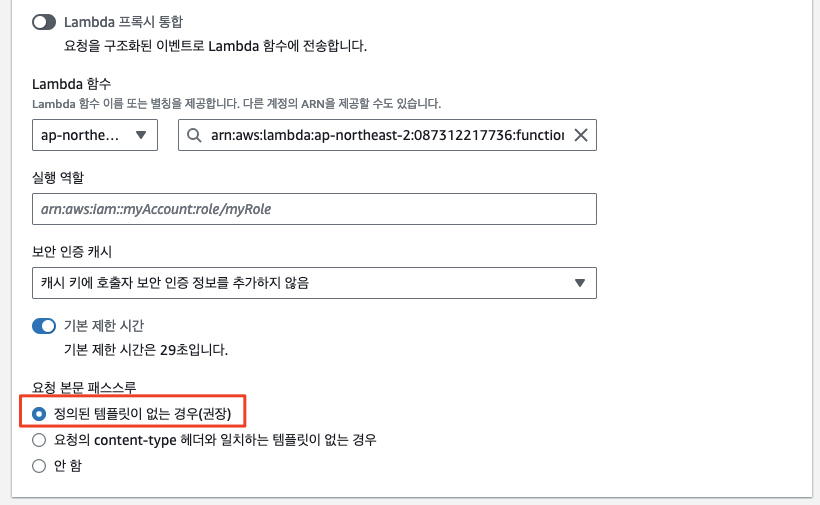 Lambda 프록시 통합
요청을 구조화된 이벤트로 Lambda 함수에 전송합니다.
Lambda 함수
Lambda 함수 이름 또는 별칭을 제공합니다. 다른 계정의 ARN을 제공할 수도 있습니다.
ap-northe... arn:aws:lambda:ap-northeast-2:087312217736:function
실행 역할
arn:aws:iam::myAccount:role/myRole
보안 인증 캐시
캐시 키에 호출자 보안 인증 정보를 추가하지 않음
기본 제한 시간
기본 제한 시간은 29초입니다.
요청 본문 패스스루
정의된 템플릿이 없는 경우(권장)
요청의 content-type 헤더와 일치하는 템플릿이 없는 경우
안 함